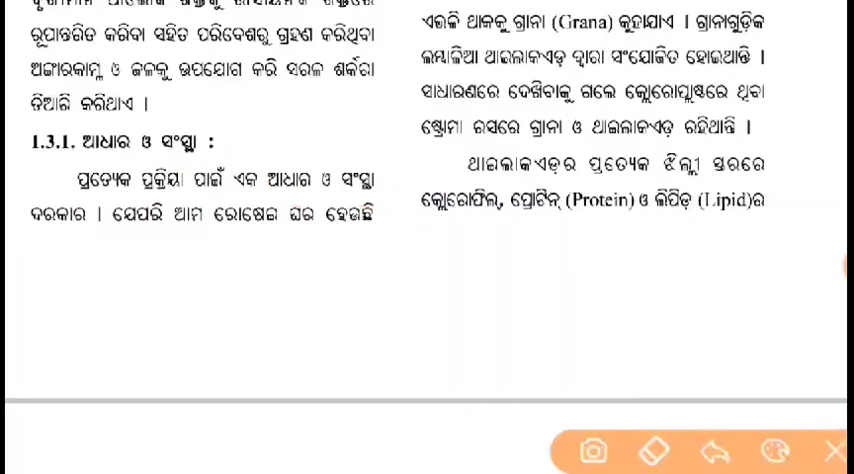 ରୂପାନ୍ତରିତ କରିବା ସହିତ ପରିବେଶରୁ ଗ୍ରହଣ କରିଥିବା
ଅଙ୍ଗାରକାମ୍ଳ ଓ ଜଳକୁ ଉପଯୋଗ କରି ସରଳ ଶର୍କରା
ତିଆରି କରିଥାଏ ।
1.3.1. ଆଧାର ଓ ସଂସ୍ଥା :
ପ୍ରତ୍ୟେକ ପ୍ରକ୍ରିୟା ପାଇଁ ଏକ ଆଧାର ଓ ସଂସ୍ଥା
ଦରକାର । ଯେପରି ଆମ ରୋଷେଇ ଘର ହେଉଛି
ଏଭଳି ଥାକକୁ ଗ୍ରାନା (Grana) କୁହାଯାଏ । ଗ୍ରାନାଗୁଡ଼ିକ
ଲମ୍ବାଳିଆ ଥାଇଲାକଏଡ଼ ଦ୍ୱାରା ସଂଯୋଜିତ ହୋଇଥାନ୍ତି ।
ସାଧାରଣରେ ଦେଖିବାକୁ ଗଲେ କ୍ଲୋରୋପ୍ଲାଷ୍ଟରେ ଥିବା
ଷ୍ଟ୍ରୋମା ରସରେ ଗ୍ରାନା ଓ ଥାଇଲାକଏଡ଼ ରହିଥାନ୍ତି ।
ଥାଇଲାକଏଡ଼ର ପ୍ରତ୍ୟେକ ଝିଲ୍ଲୀ ସ୍ତରରେ
କ୍ଲୋରୋଫିଲ୍, ପ୍ରୋଟିନ୍ (Protein) ଓ ଲିପିଡ଼ (Lipid)ର